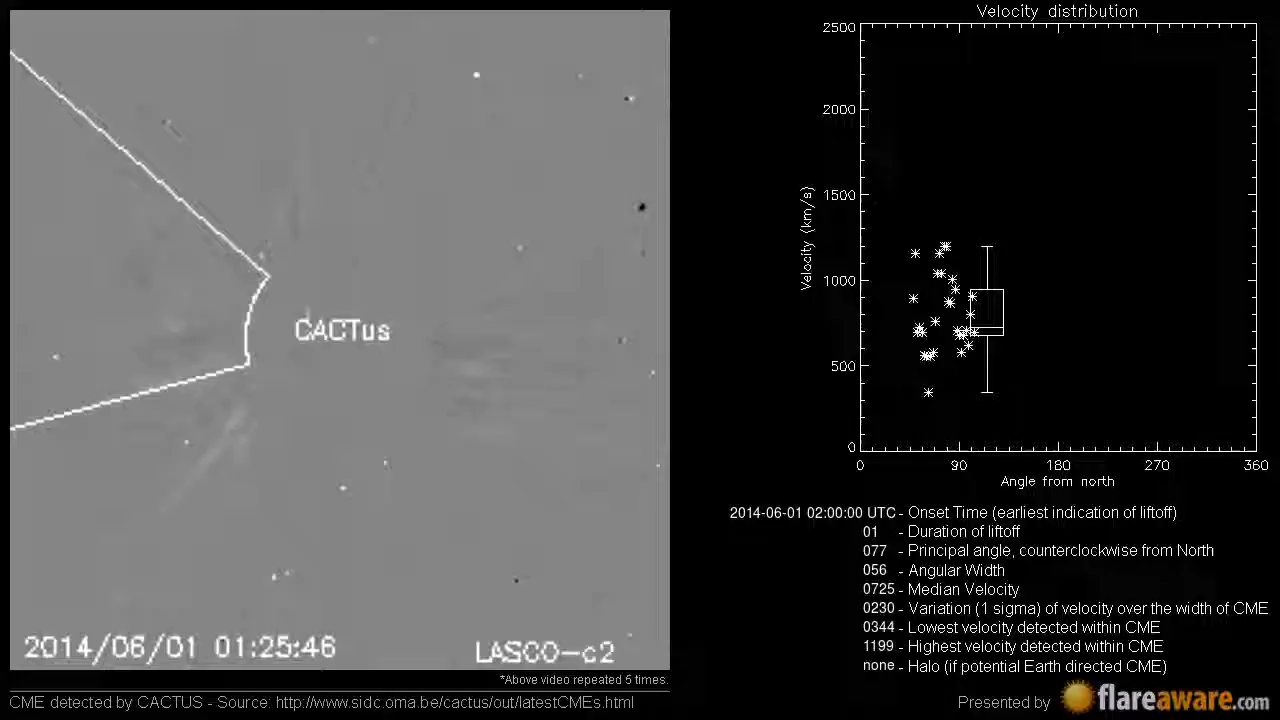 CACTus
2014/06/01 01:25:46
LASCO-c2
*Above video repeated 5 times.
CME detected by CACTUS - Source: http://www.sidc.oma.be/cactus/out/latestCMEs.html
Velocity distribution
Velocity (km/s)
2500
2000
1500
1000
500
0
0 90 180 270 360
Angle from north
2014-06-01 02:00:00 UTC - Onset Time (earliest indication of liftoff)
01 - Duration of liftoff
077 - Principal angle, counterclockwise from North
056 - Angular Width
0725 - Median Velocity
0230 - Variation (1 sigma) of velocity over the width of CME
0344 - Lowest velocity detected within CME
1199 - Highest velocity detected within CME
none - Halo (if potential Earth directed CME)
Presented by flareaware.com